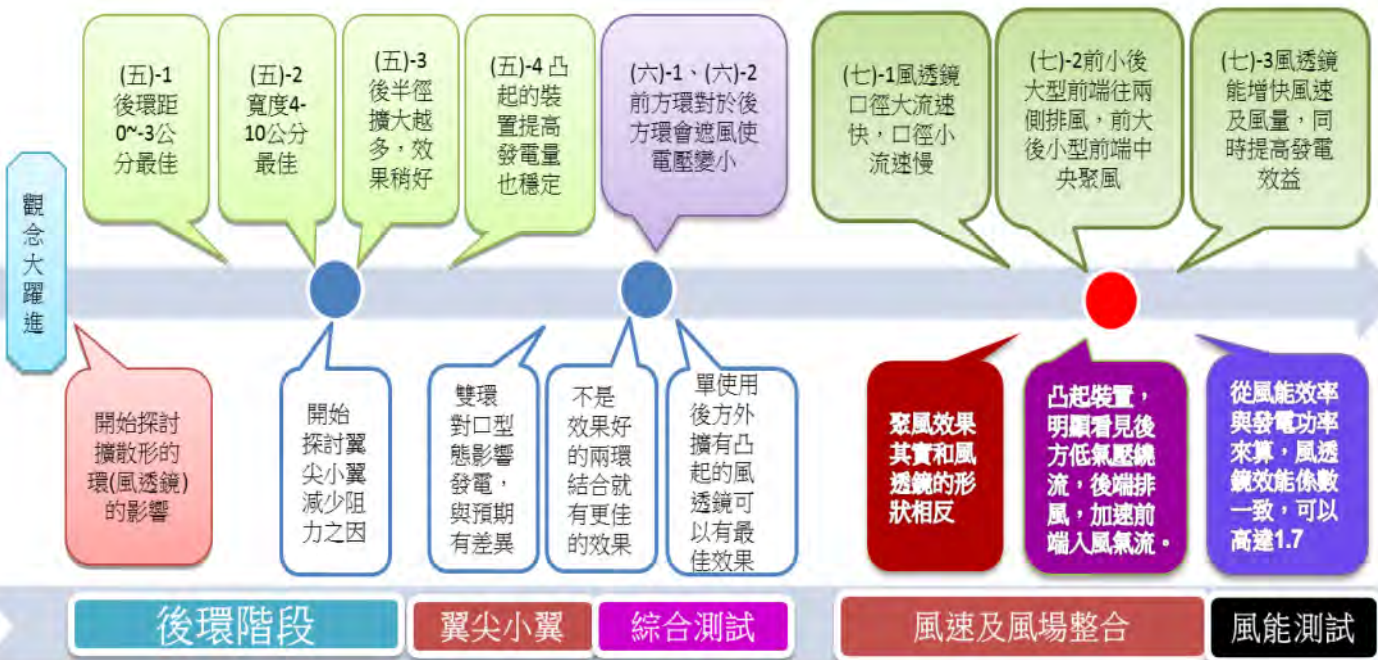 (五)-1
後環距
0~-3公
分最佳
(五)-2
寬度4-
10公分
最佳
(五)-3
後半徑
擴大越
多，效
果稍好
(五)-4 凸
起的裝
置提高
發電量
也穩定
(六)-1、(六)-2
前方環對於後
方環會遮風使
電壓變小
(七)-1風透鏡
口徑大流速
快，口徑小
流速慢
(七)-2前小後
大型前端往兩
側排風，前大
後小型前端中
央聚風
(七)-3風透鏡
能增快風速
及風量，同
時提高發電
效益
觀
念
大
躍
進
開始探討
擴散形的
環(風透鏡)
的影響
開始
探討翼
尖小翼
減少阻
力之因
雙環
對口型
態影響
發電，
與預期
有差異
不是
效果好
的兩環
結合就
有更佳
的效果
單使用
後方外
擴有凸
起的風
透鏡可
以有最
佳效果
聚風效果
其實和風
透鏡的形
狀相反
凸起裝置，
明顯看見後
方低氣壓繞
流，後端排
風，加速前
端入風氣流。
從風能效率
與發電功率
來算，風透
鏡效能係數
一致，可以
高達1.7
後環階段
翼尖小翼
綜合測試
風速及風場整合
風能測試